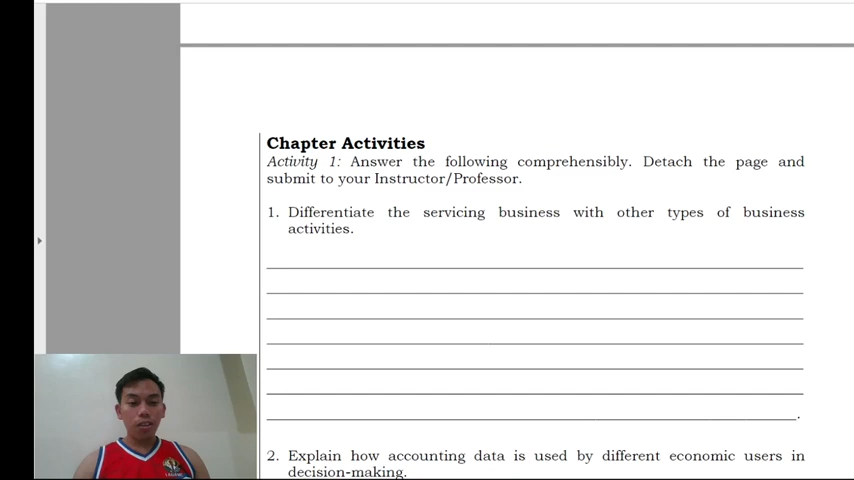 Chapter Activities
Activity 1: Answer the following comprehensibly. Detach the page and
submit to your Instructor/Professor.
1. Differentiate the servicing business with other types of business
activities.
2. Explain how accounting data is used by different economic users in
decision-making.